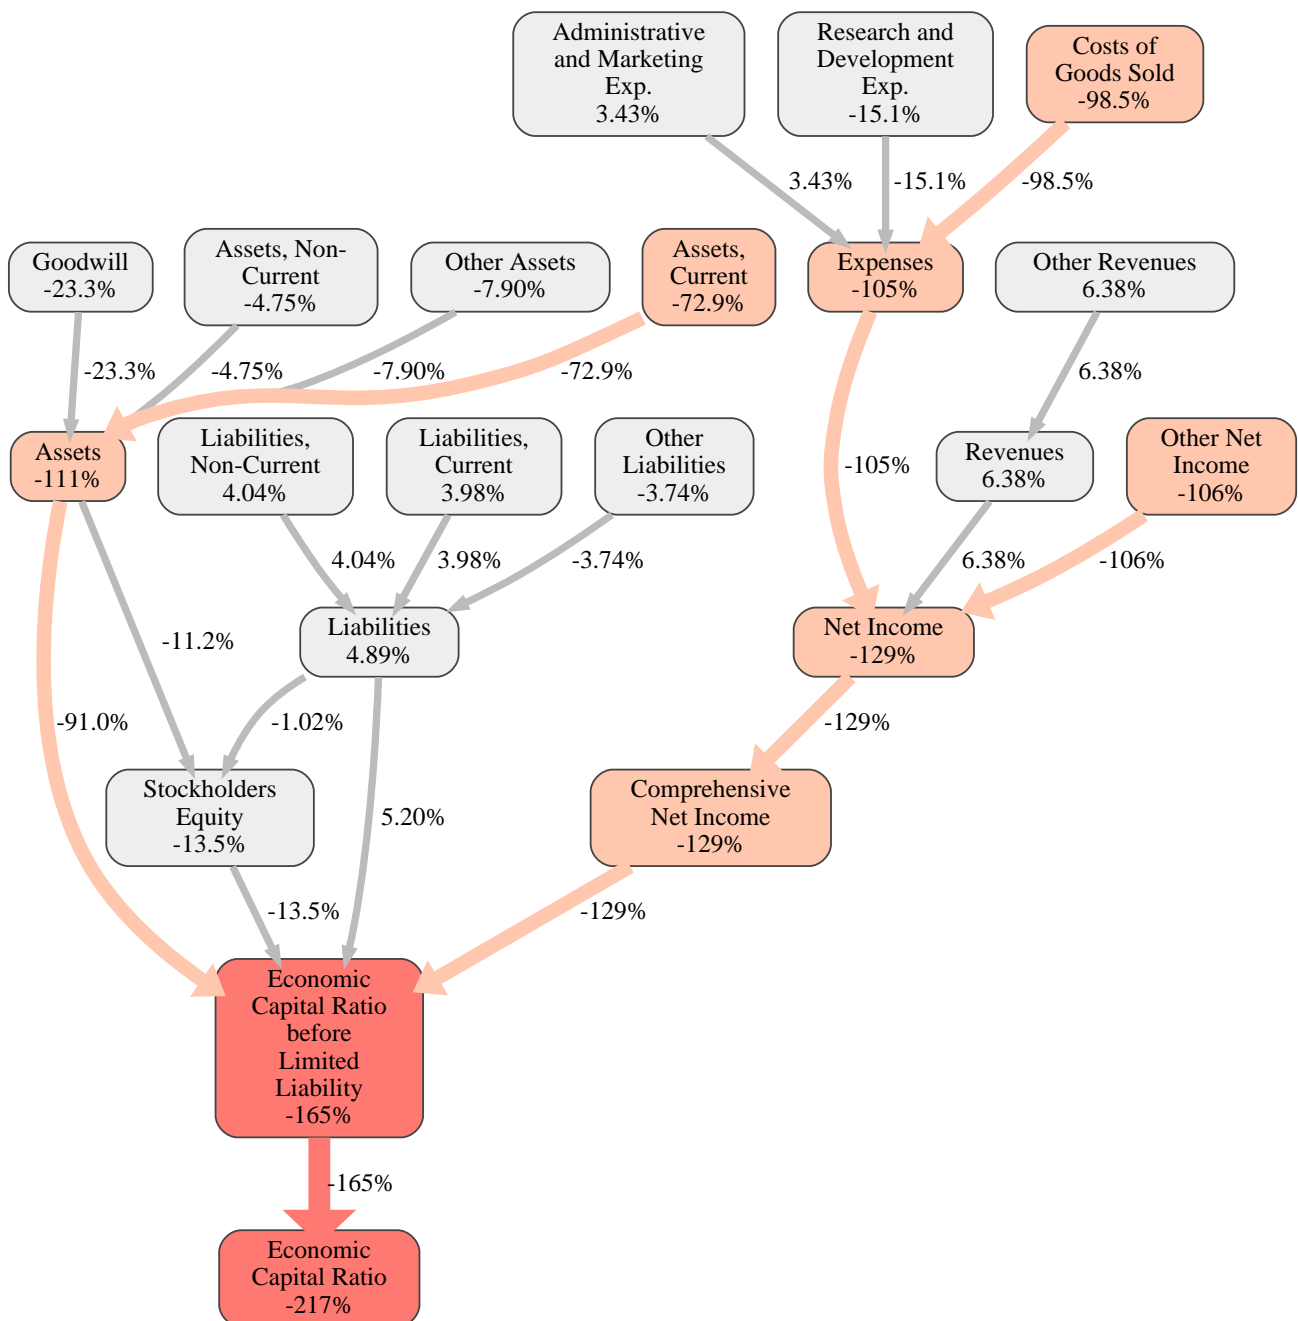 Administrative
and Marketing
Exp.
3.43%
Research and
Development
Exp.
-15.1%
Costs of
Goods Sold
-98.5%
3.43%
-15.1%
-98.5%
Goodwill
-23.3%
Assets, Non-
Current
-4.75%
Other Assets
-7.90%
Assets,
Current
-72.9%
Expenses
-105%
Other Revenues
6.38%
-23.3%
-4.75%
-7.90%
-72.9%
6.38%
Assets
-111%
Liabilities,
Non-Current
4.04%
Liabilities,
Current
3.98%
Other
Liabilities
-3.74%
-105%
Revenues
6.38%
Other Net
Income
-106%
4.04%
3.98%
-3.74%
6.38%
-106%
-11.2%
Liabilities
4.89%
Net Income
-129%
-91.0%
-1.02%
-129%
Stockholders
Equity
-13.5%
5.20%
Comprehensive
Net Income
-129%
-13.5%
-129%
Economic
Capital Ratio
before
Limited
Liability
-165%
-165%
Economic
Capital Ratio
-217%